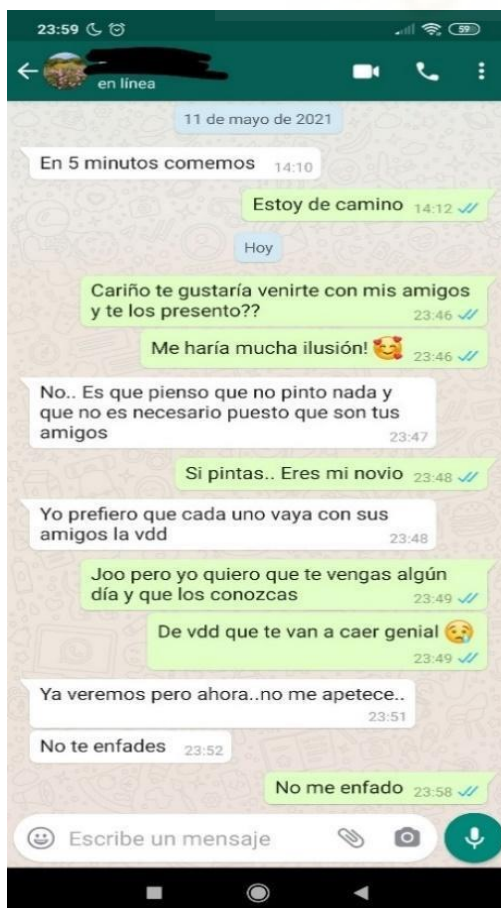 23:59
59
en línea
11 de mayo de 2021
En 5 minutos comemos 14:10
Estoy de camino 14:12
Hoy
Cariño te gustaría venirte con mis amigos
y te los presento?? 23:46
Me haría mucha ilusión! 23:46
No.. Es que pienso que no pinto nada y
que no es necesario puesto que son tus
amigos 23:47
Si pintas.. Eres mi novio 23:48
Yo prefiero que cada uno vaya con sus
amigos la vdd 23:48
Joo pero yo quiero que te vengas algún
día y que los conozcas 23:49
De vdd que te van a caer genial
23:49
Ya veremos pero ahora..no me apetece..
23:51
No te enfades 23:52
No me enfado 23:58
Escribe un mensaje